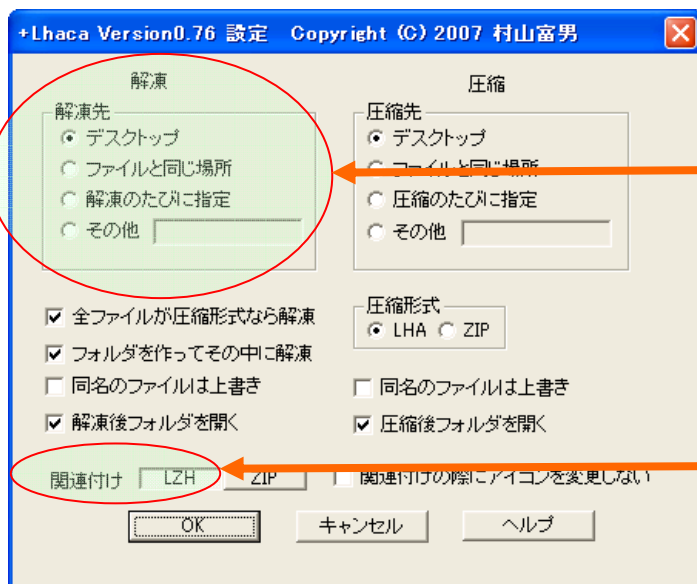 +Lhaca Version0.76 設定 Copyright (C) 2007 村山富男
解凍
解凍先
デスクトップ
ファイルと同じ場所
解凍のたびに指定
その他
全ファイルが圧縮形式なら解凍
フォルダを作ってその中に解凍
同名のファイルは上書き
解凍後フォルダを開く
圧縮
圧縮先
デスクトップ
ファイルと同じ場所
圧縮のたびに指定
その他
圧縮形式
LHA ZIP
同名のファイルは上書き
圧縮後フォルダを開く
関連付け LZH ZIP 関連付けの際にアイコンを変更しない
OK キャンセル ヘルプ